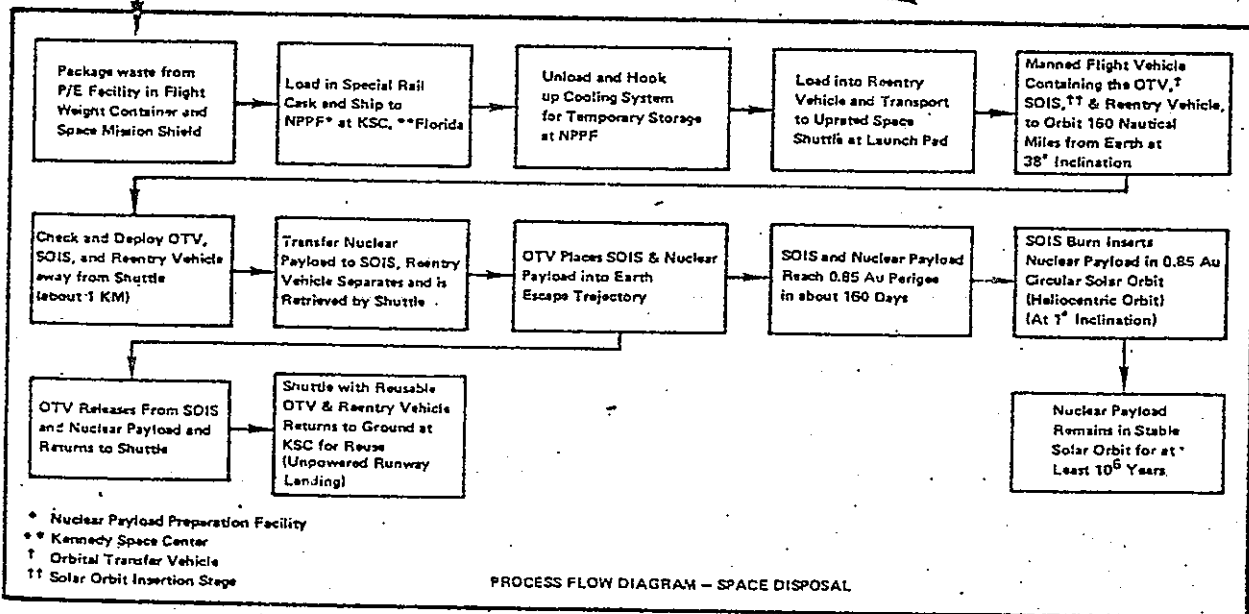 Package waste from
P/E Facility in Flight
Weight Container and
Space Mission Shield
Load in Special Rail
Cask and Ship to
NPPF* at KSC, **Florida
Unload and Hook
up Cooling System
for Temporary Storage
at NPPF
Load into Reentry
Vehicle and Transport
to Uprated Space
Shuttle at Launch Pad
Manned Flight Vehicle
Containing the OTV,†
SOIS,†† & Reentry Vehicle,
to Orbit 160 Nautical
Miles from Earth at
38° Inclination
Check and Deploy OTV,
SOIS, and Reentry Vehicle
away from Shuttle
(about 1 KM)
Transfer Nuclear
Payload to SOIS, Reentry
Vehicle Separates and is
Retrieved by Shuttle
OTV Places SOIS & Nuclear
Payload into Earth
Escape Trajectory
SOIS and Nuclear Payload
Reach 0.85 Au Perigee
in about 160 Days
SOIS Burn Inserts
Nuclear Payload in 0.85 Au
Circular Solar Orbit
(Heliocentric Orbit)
(At 1° Inclination)
OTV Releases From SOIS
and Nuclear Payload and
Returns to Shuttle
Shuttle with Reusable
OTV & Reentry Vehicle
Returns to Ground at
KSC for Reuse
(Unpowered Runway
Landing)
Nuclear Payload
Remains in Stable
Solar Orbit for at
Least 10⁶ Years.
* Nuclear Payload Preparation Facility
** Kennedy Space Center
† Orbital Transfer Vehicle
†† Solar Orbit Insertion Stage
PROCESS FLOW DIAGRAM – SPACE DISPOSAL